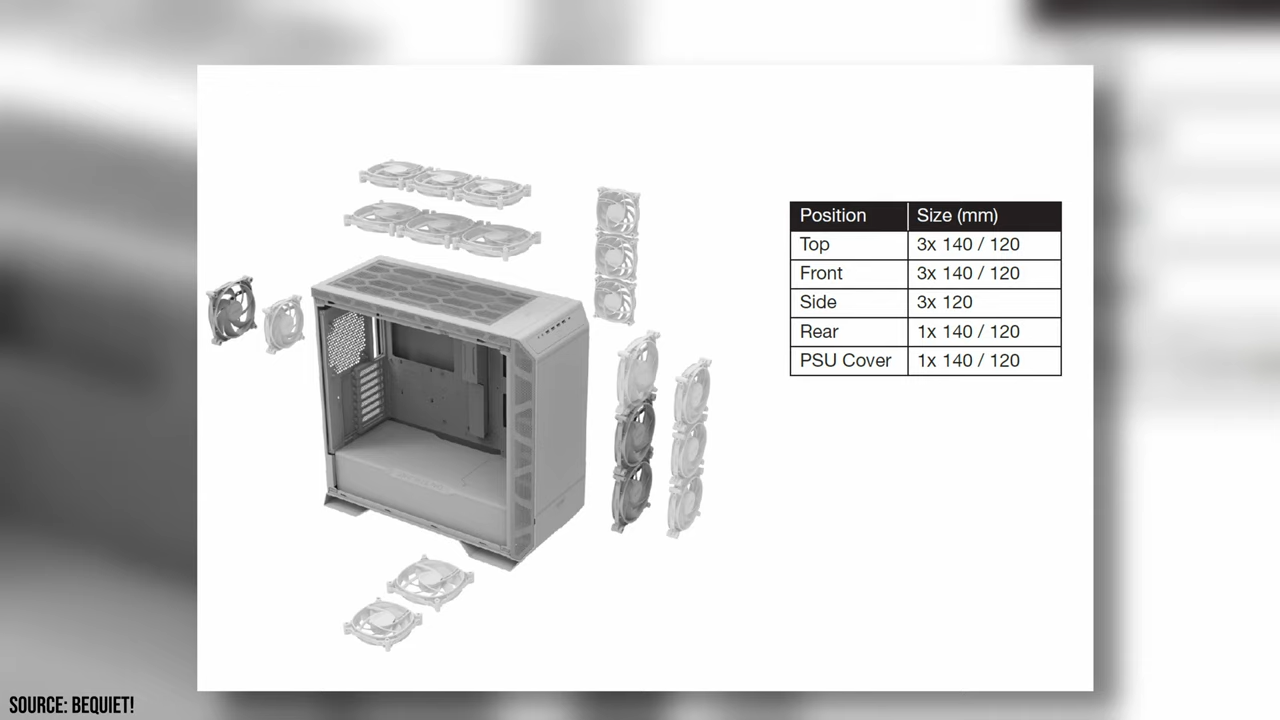 Position Size (mm)
Top 3x 140 / 120
Front 3x 140 / 120
Side 3x 120
Rear 1x 140 / 120
PSU Cover 1x 140 / 120
SOURCE: BEQUIET!